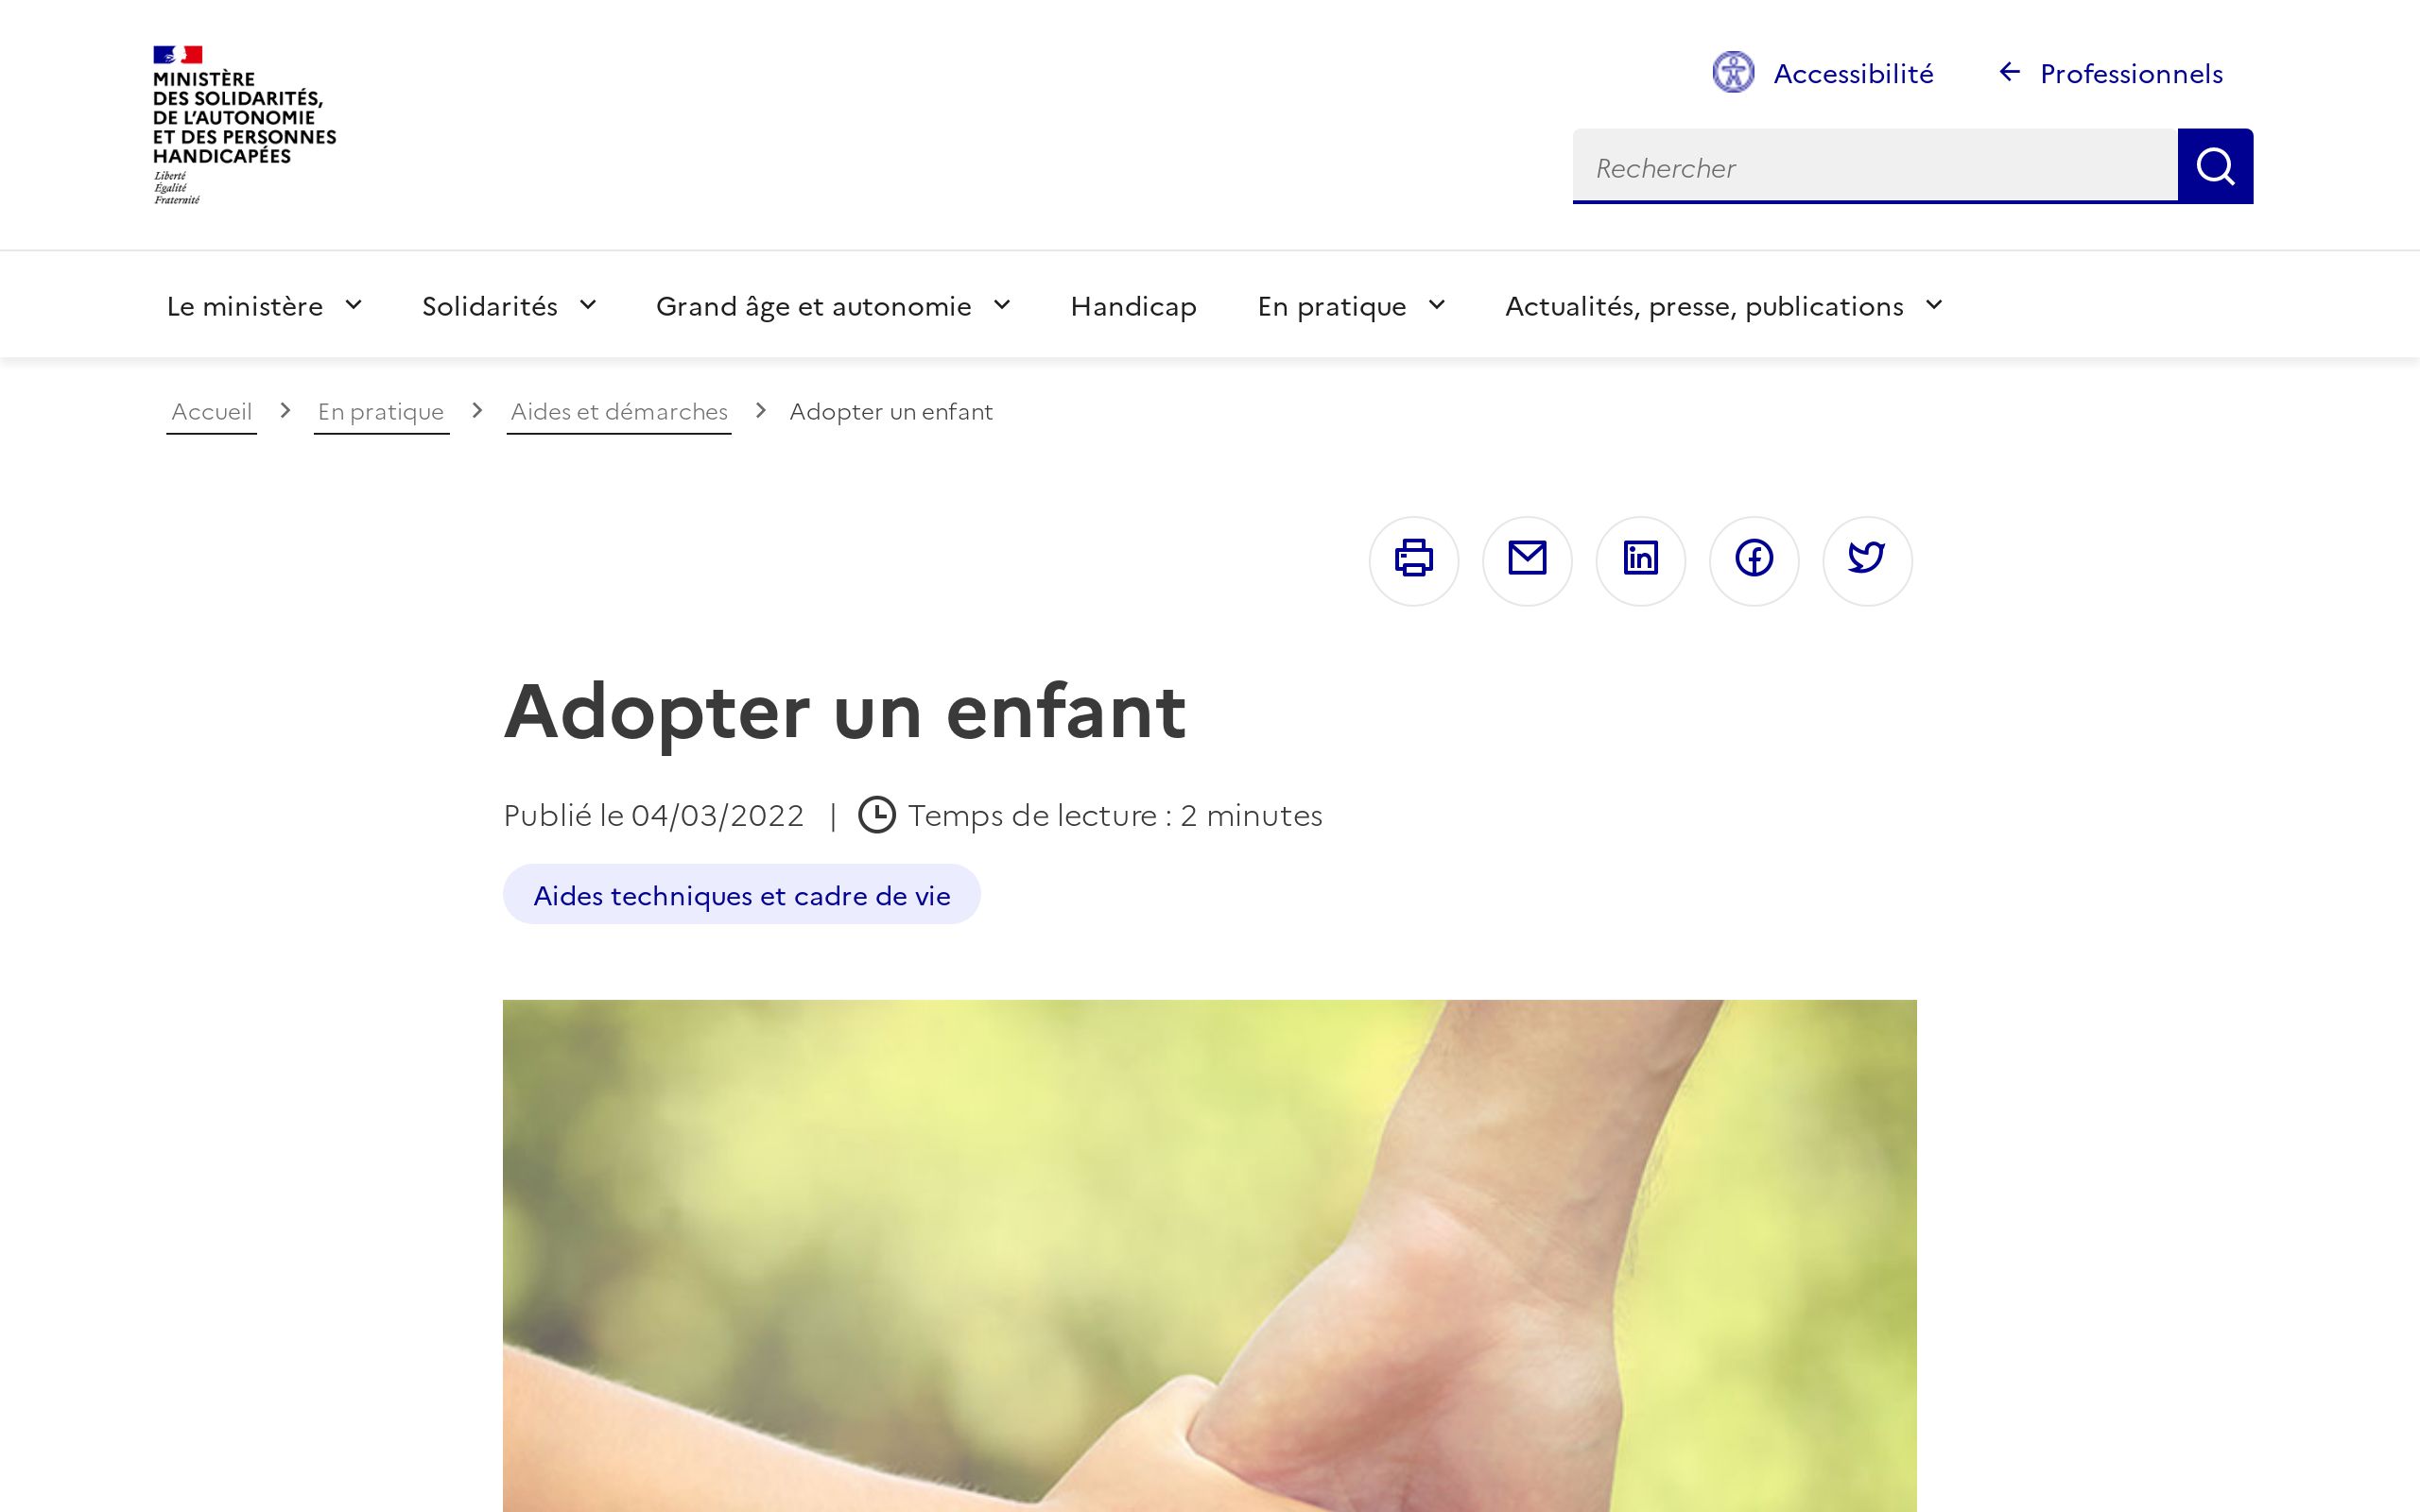 MINISTÈRE
DES SOLIDARITÉS,
DE L'AUTONOMIE
ET DES PERSONNES
HANDICAPÉES
Liberté
Égalité
Fraternité
Accessibilité
Professionnels
Rechercher
Le ministère
Solidarités
Grand âge et autonomie
Handicap
En pratique
Actualités, presse, publications
Accueil
En pratique
Aides et démarches
Adopter un enfant
Adopter un enfant
Publié le 04/03/2022 | Temps de lecture : 2 minutes
Aides techniques et cadre de vie